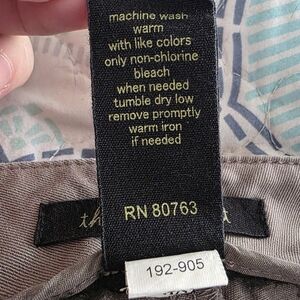 machine wash
warm
with like colors
only non-chlorine
bleach
when needed
tumble dry low
remove promptly
warm iron
if needed
RN 80763
th
t
192-905